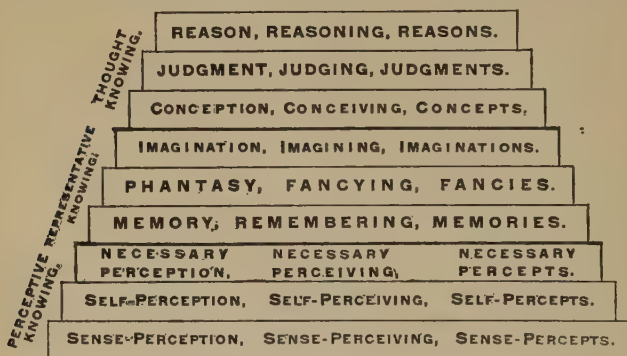 REASON, REASONING, REASONS.
JUDGMENT, JUDGING, JUDGMENTS.
CONCEPTION, CONCEIVING, CONCEPTS.
IMAGINATION, IMAGINING, IMAGINATIONS.
PHANTASY, FANCYING, FANCIES.
MEMORY, REMEMBERING, MEMORIES.
NECESSARY NECESSARY NECESSARY
PERCEPTION, PERCEIVING, PERCEPTS.
SELF-PERCEPTION, SELF-PERCEIVING, SELF-PERCEPTS.
SENSE-PERCEPTION, SENSE-PERCEIVING, SENSE-PERCEPTS.
THOUGHT
KNOWING.
REPRESENTATIVE
KNOWING.
PERCEPTIVE
KNOWING.